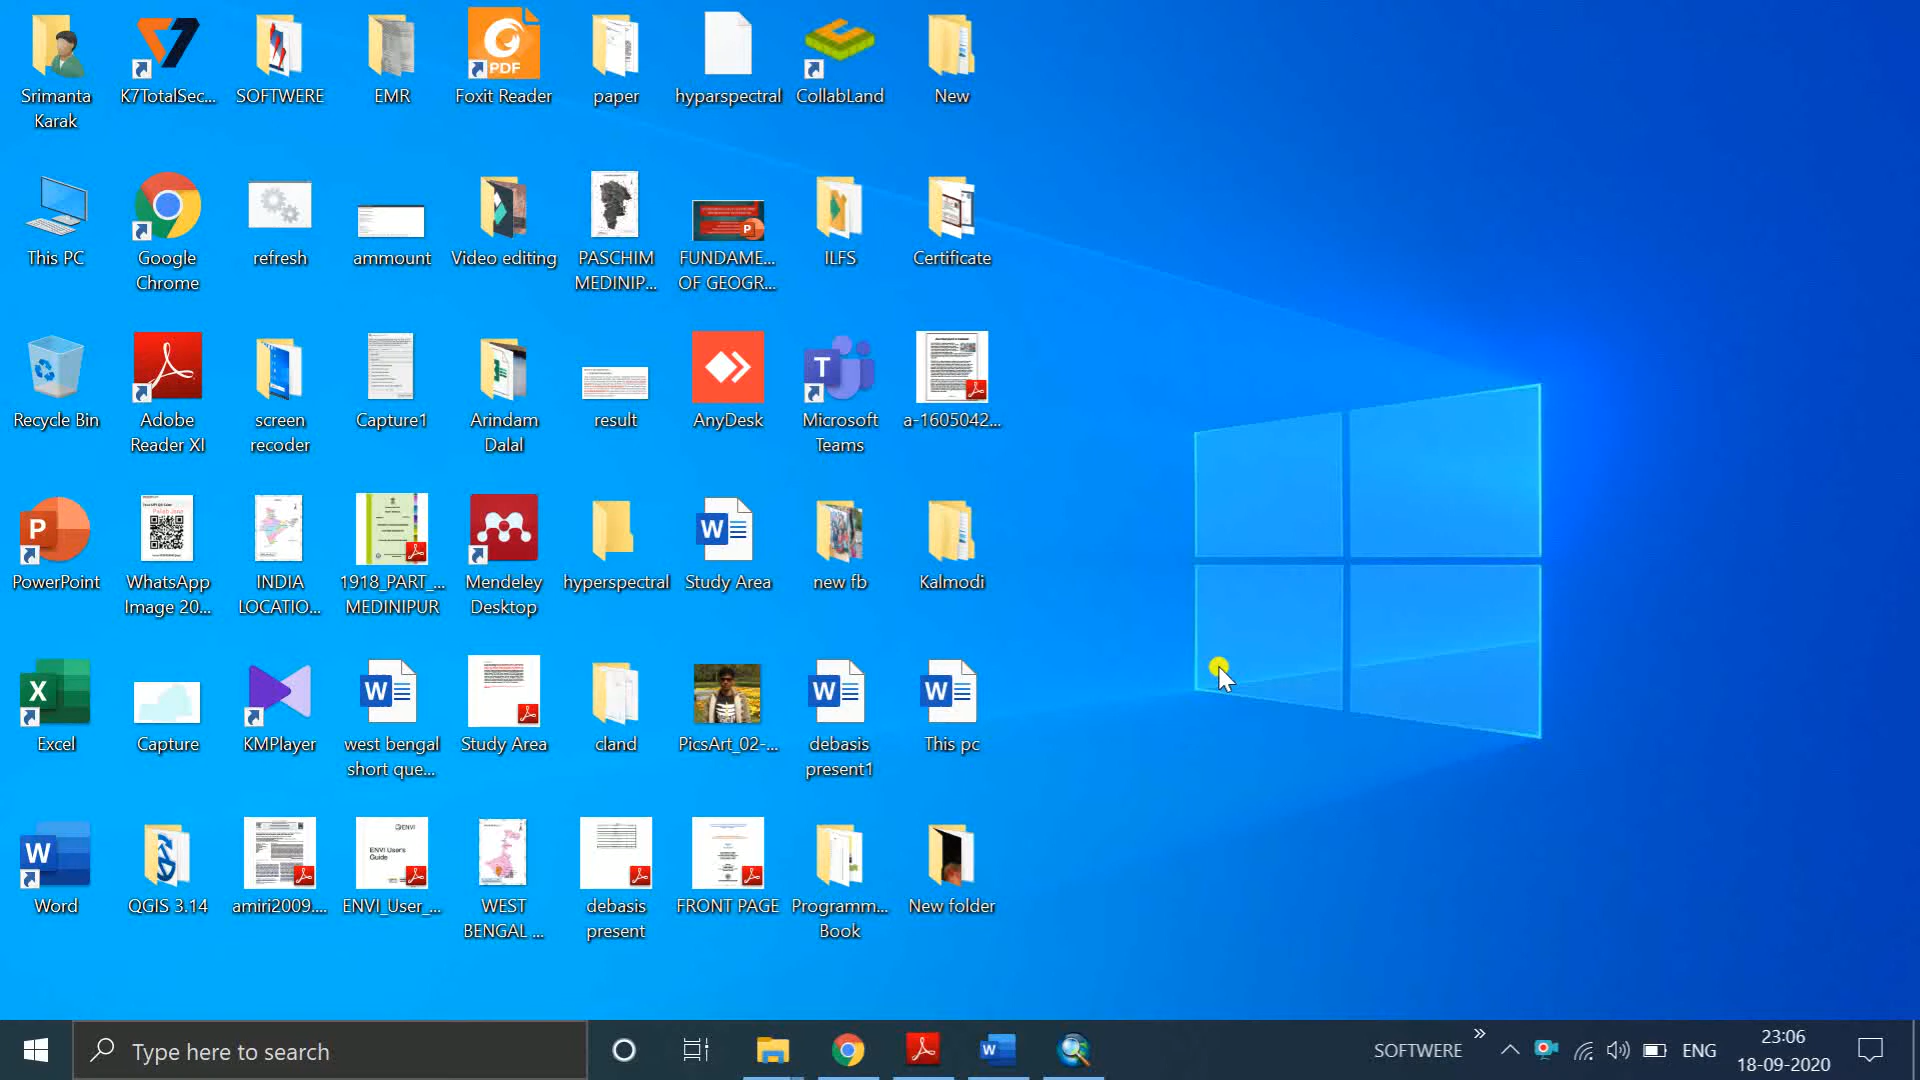 Srimanta
Karak
K7TotalSec...
SOFTWERE
EMR
Foxit Reader
paper
hyparspectral
CollabLand
New
This PC
Google
Chrome
refresh
ammount
Video editing
PASCHIM
MEDINIP...
FUNDAME...
OF GEOGR...
ILFS
Certificate
Recycle Bin
Adobe
Reader XI
screen
recoder
Capture1
Arindam
Dalal
result
AnyDesk
Microsoft
Teams
a-1605042...
PowerPoint
WhatsApp
Image 20...
INDIA
LOCATIO...
1918_PART_...
MEDINIPUR
Mendeley
Desktop
hyperspectral
Study Area
new fb
Kalmodi
Excel
Capture
KMPlayer
west bengal
short que...
Study Area
cland
PicsArt_02-...
debasis
present1
This pc
Word
QGIS 3.14
amiri2009....
ENVI User's
Guide
ENVI_User_...
WEST
BENGAL ...
debasis
present
FRONT PAGE
Programm...
Book
New folder
Type here to search
SOFTWERE
ENG
23:06
18-09-2020